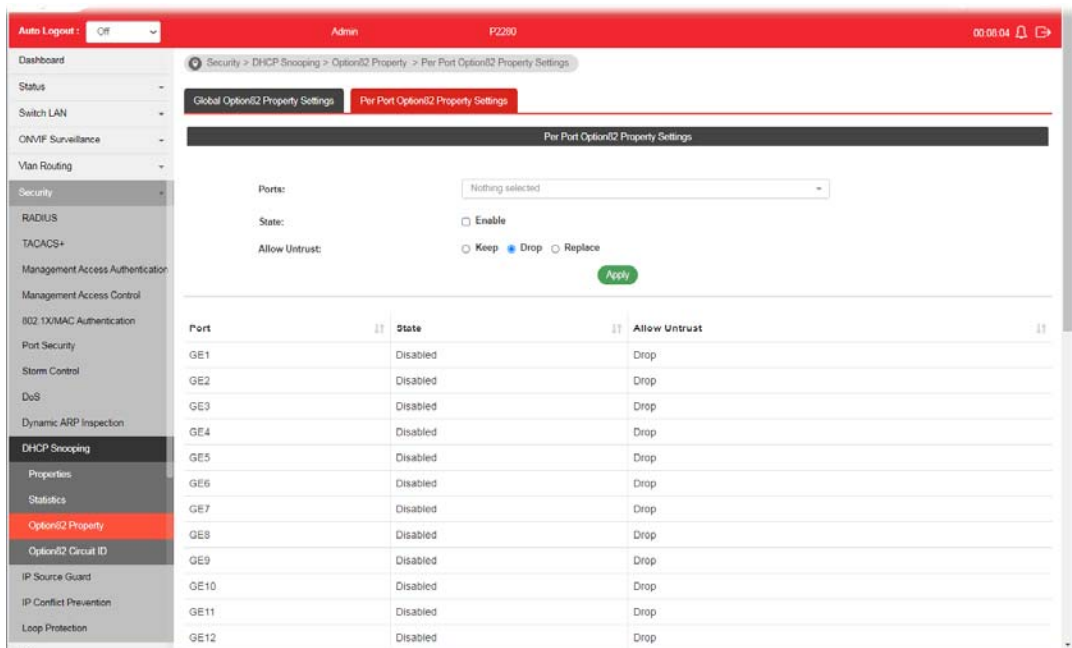 Auto Logout : Off Admin P2280 00:08:04
Dashboard
Status
Switch LAN
ONVIF Surveillance
Vlan Routing
Security
RADIUS
TACACS+
Management Access Authentication
Management Access Control
802.1X/MAC Authentication
Port Security
Storm Control
DoS
Dynamic ARP Inspection
DHCP Snooping
Properties
Statistics
Option82 Property
Option82 Circuit ID
IP Source Guard
IP Conflict Prevention
Loop Protection
Security > DHCP Snooping > Option82 Property > Per Port Option82 Property Settings
Global Option82 Property Settings Per Port Option82 Property Settings
Per Port Option82 Property Settings
Ports: Nothing selected
State: Enable
Allow Untrust: Keep Drop Replace
Apply
Port State Allow Untrust
GE1 Disabled Drop
GE2 Disabled Drop
GE3 Disabled Drop
GE4 Disabled Drop
GE5 Disabled Drop
GE6 Disabled Drop
GE7 Disabled Drop
GE8 Disabled Drop
GE9 Disabled Drop
GE10 Disabled Drop
GE11 Disabled Drop
GE12 Disabled Drop